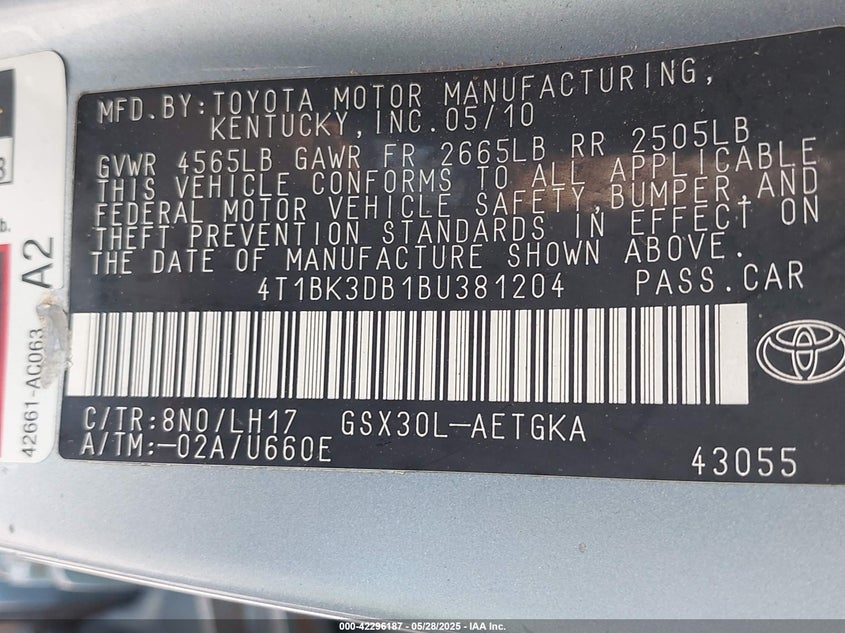 MFD.BY:TOYOTA MOTOR MANUFACTURING,
KENTUCKY,INC.05/10
GVWR 4565LB GAWR FR 2665LB RR 2505LB
THIS VEHICLE CONFORMS TO ALL APPLICABLE
FEDERAL MOTOR VEHICLE SAFETY,BUMPER,AND
THEFT PREVENTION STANDARDS IN EFFECT ON
THE DATE OF MANUFACTURE SHOWN ABOVE.
4T1BK3DB1BU381204 PASS.CAR
C/TR:8N0/LH17 GSX30L-AETGKA
A/TM:-02A/U660E
43055
42661-AC063
A2
b.
000-42296187 - 05/28/2025 - IAA Inc.